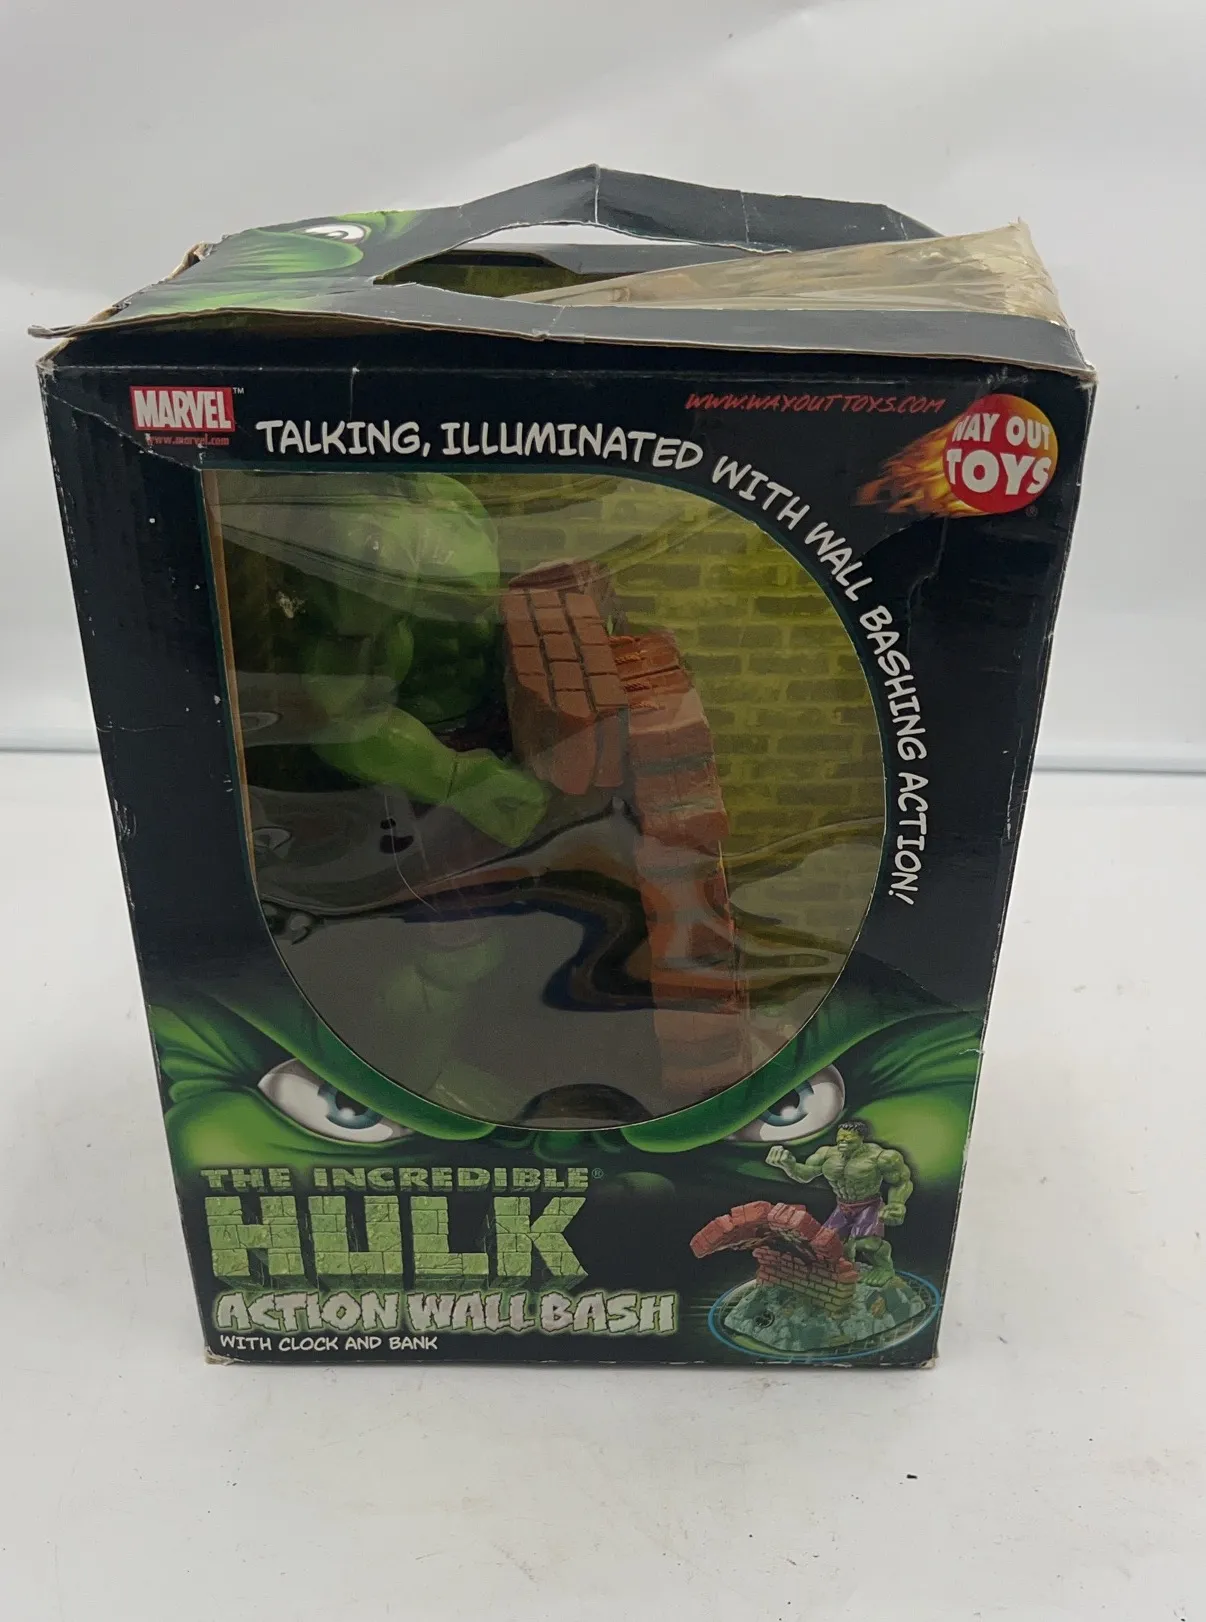 MARVEL™
www.marvel.com
WWW.WAYOUTTOYS.COM
WAY OUT
TOYS®
TALKING, ILLUMINATED WITH WALL BASHING ACTION!
THE INCREDIBLE®
HULK
ACTION WALL BASH
WITH CLOCK AND BANK